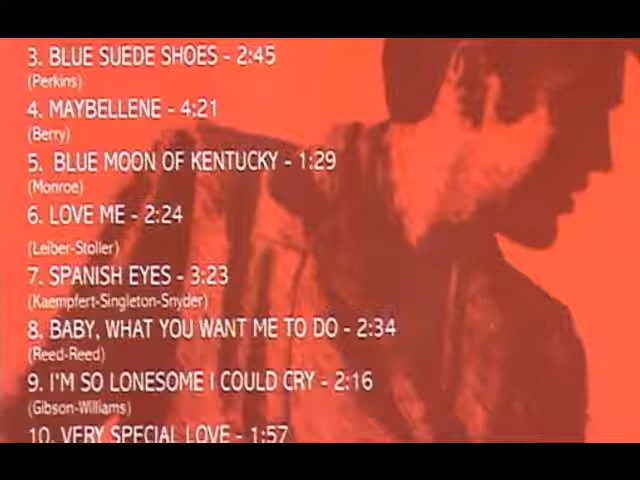 3. BLUE SUEDE SHOES - 2:45
(Perkins)
4. MAYBELLENE - 4:21
(Berry)
5. BLUE MOON OF KENTUCKY - 1:29
(Monroe)
6. LOVE ME - 2:24
(Leiber-Stoller)
7. SPANISH EYES - 3:23
(Kaempfert-Singleton-Snyder)
8. BABY, WHAT YOU WANT ME TO DO - 2:34
(Reed-Reed)
9. I'M SO LONESOME I COULD CRY - 2:16
(Gibson-Williams)
10. VERY SPECIAL LOVE - 1:57